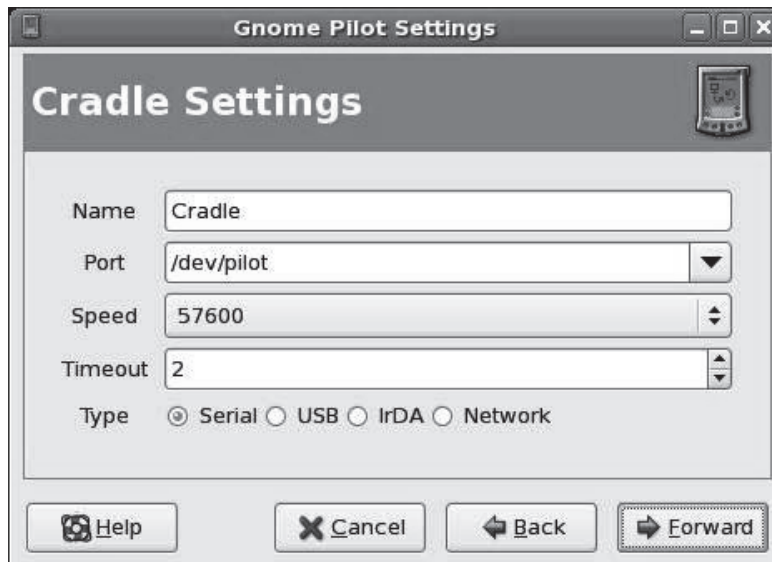 Gnome Pilot Settings
Cradle Settings
Name Cradle
Port /dev/pilot
Speed 57600
Timeout 2
Type Serial USB IrDA Network
Help Cancel Back Forward